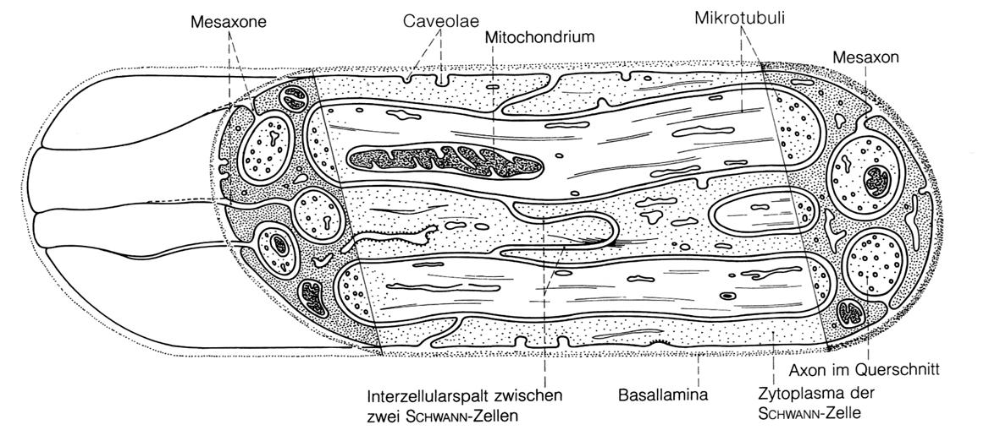 Mesaxone
Caveolae
Mitochondrium
Mikrotubuli
Mesaxon
Interzellularspalt zwischen
zwei SCHWANN-Zellen
Basallamina
Zytoplasma der
SCHWANN-Zelle
Axon im Querschnitt